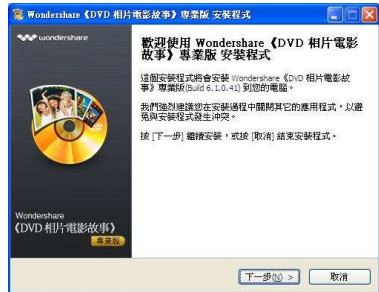 Wondershare《DVD 相片電影故事》專業版 安裝程式
wondershare
歡迎使用 Wondershare《DVD 相片電影
故事》專業版 安裝程式
這個安裝程式將會安裝 Wondershare《DVD 相片電影故
事》專業版(Build 6.1.0.41) 到您的電腦。
我們強烈建議您在安裝過程中關閉其它的應用程式，以避
免與安裝程式發生沖突。
按 [下一步] 繼續安裝，或按 [取消] 結束安裝程式。
Wondershare
《DVD相片電影故事》
專業版
下一步(N) >
取消